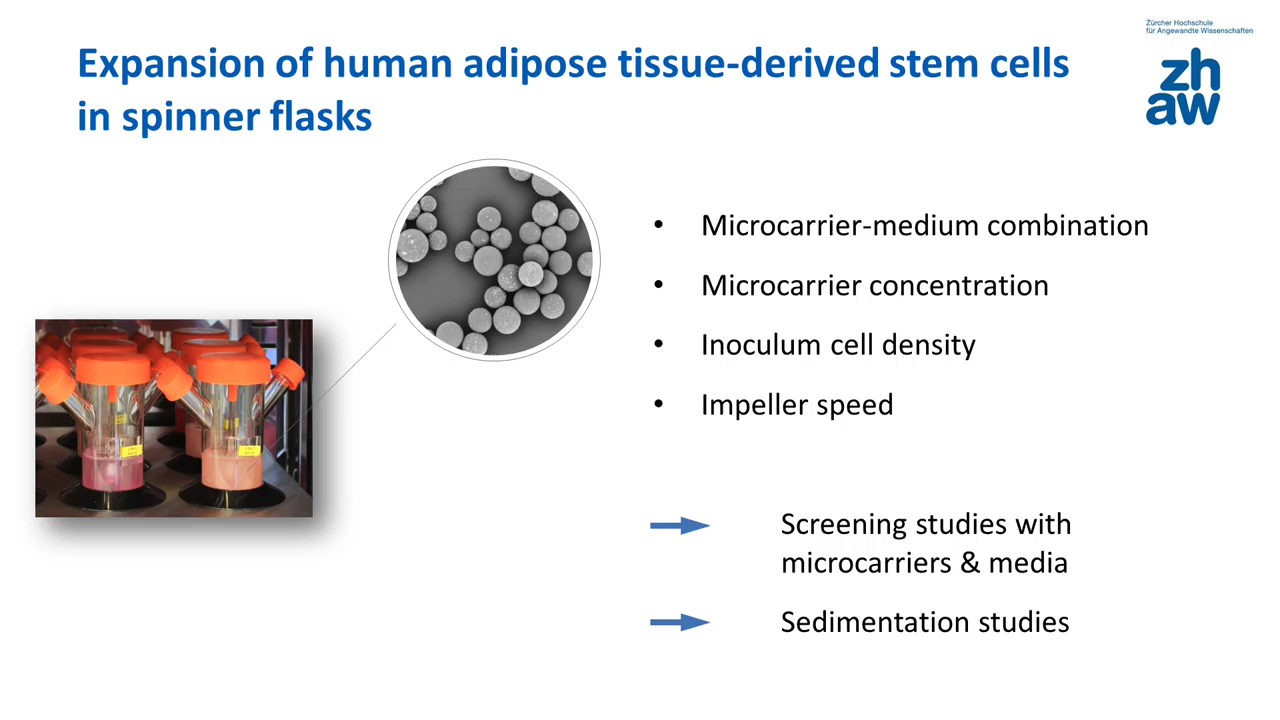 Zürcher Hochschule
für Angewandte Wissenschaften
zh
aw
Expansion of human adipose tissue-derived stem cells
in spinner flasks
• Microcarrier-medium combination
• Microcarrier concentration
• Inoculum cell density
• Impeller speed
Screening studies with
microcarriers & media
Sedimentation studies